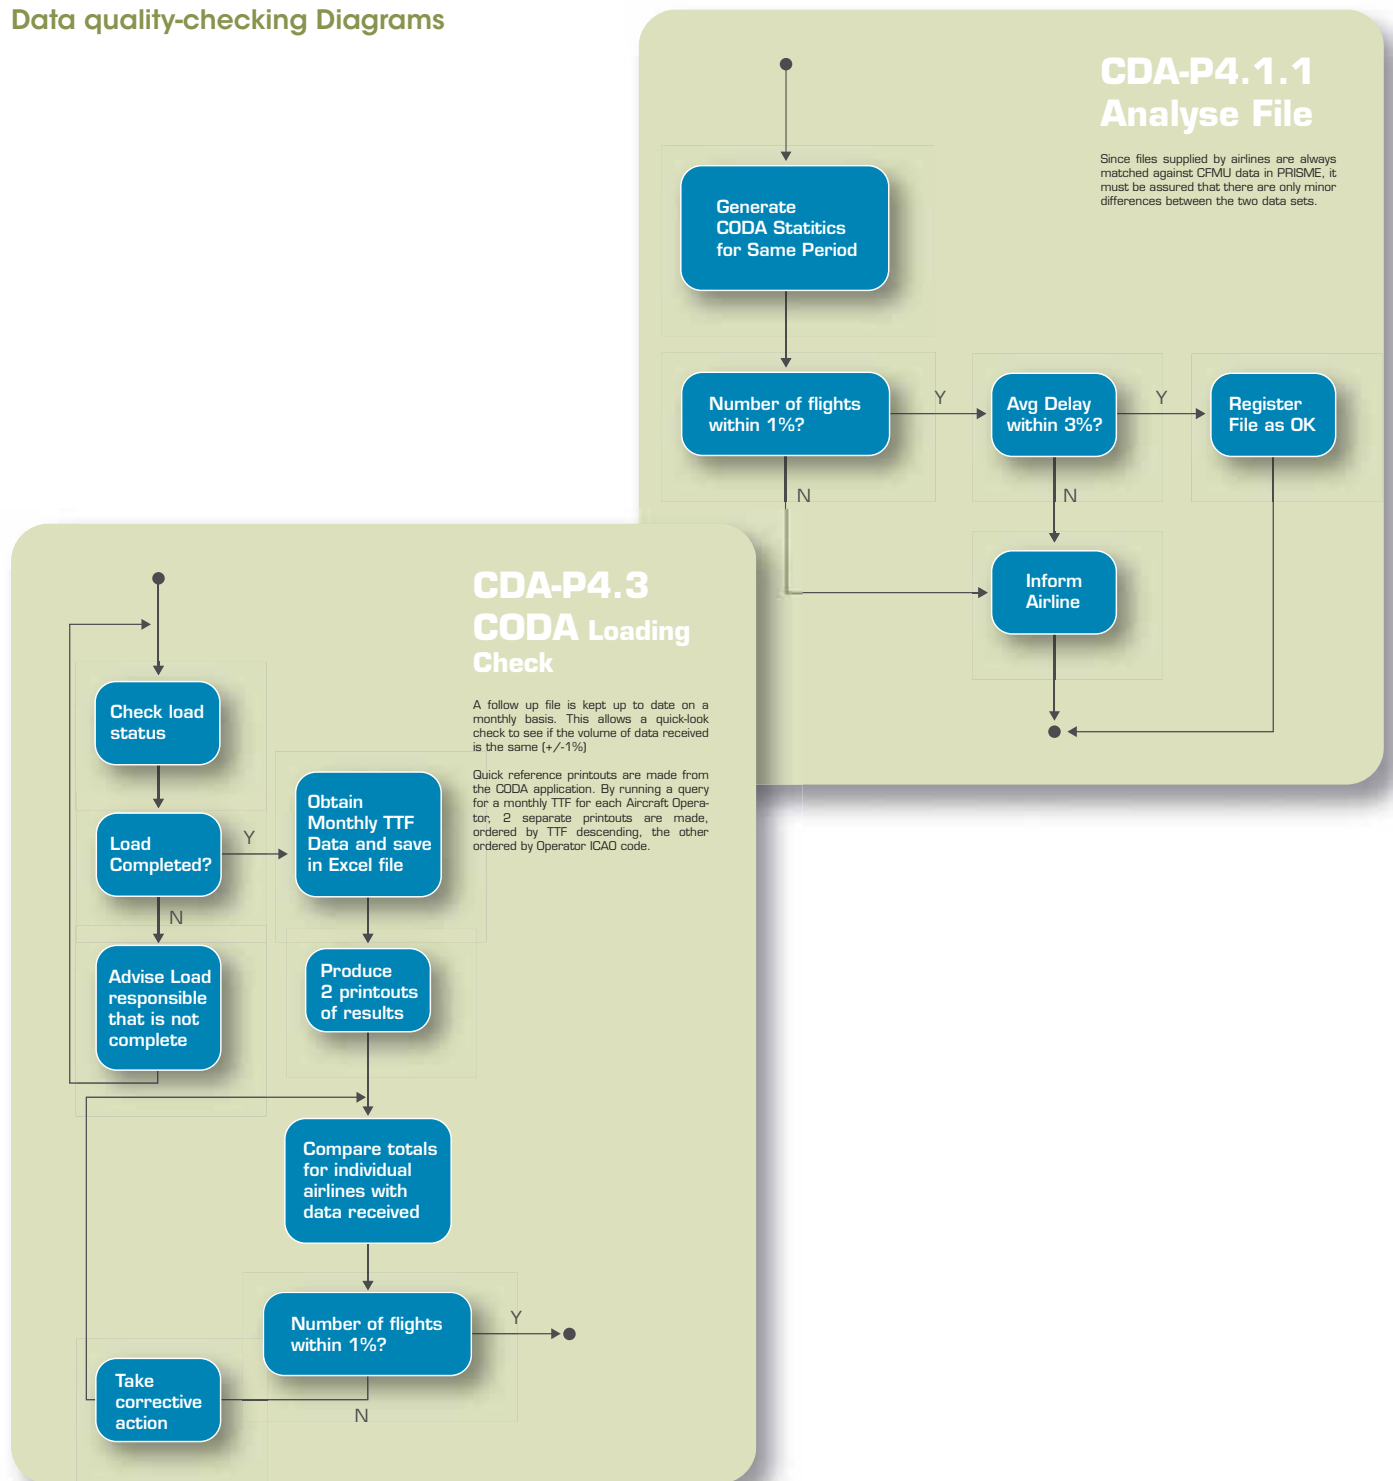 Data quality-checking Diagrams
CDA-P4.1.1
Analyse File
Since files supplied by airlines are always
matched against CFMU data in PRISME, it
must be assured that there are only minor
differences between the two data sets.
Generate
CODA Statitics
for Same Period
Number of flights
within 1%?
Y
Avg Delay
within 3%?
Y
Register
File as OK
N
N
Inform
Airline
CDA-P4.3
CODA Loading
Check
A follow up file is kept up to date on a
monthly basis. This allows a quick-look
check to see if the volume of data received
is the same (+/-1%)
Quick reference printouts are made from
the CODA application. By running a query
for a monthly TTF for each Aircraft Opera-
tor, 2 separate printouts are made,
ordered by TTF descending, the other
ordered by Operator ICAO code.
Check load
status
Load
Completed?
Y
Obtain
Monthly TTF
Data and save
in Excel file
N
Advise Load
responsible
that is not
complete
Produce
2 printouts
of results
Compare totals
for individual
airlines with
data received
Number of flights
within 1%?
Y
N
Take
corrective
action